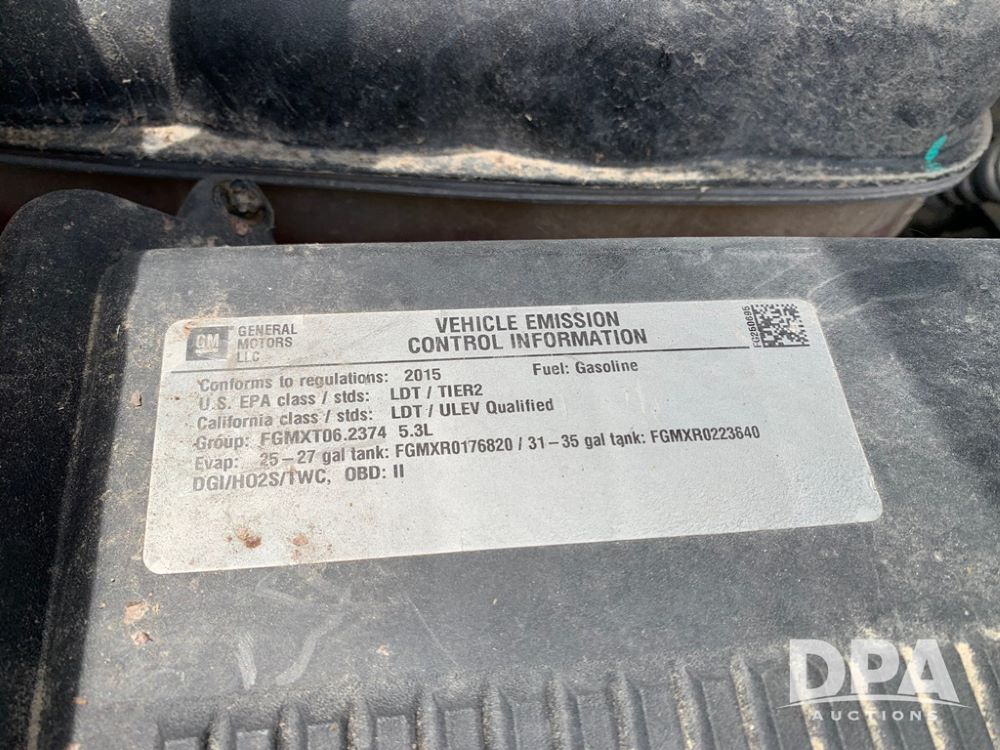 GM
GENERAL
MOTORS
LLC
VEHICLE EMISSION
CONTROL INFORMATION
FG250695
Conforms to regulations: 2015 Fuel: Gasoline
U.S. EPA class / stds: LDT / TIER2
California class / stds: LDT / ULEV Qualified
Group: FGMXT06.2374 5.3L
Evap: 25-27 gal tank: FGMXR0176820 / 31-35 gal tank: FGMXR0223640
DGI/HO2S/TWC, OBD: II
DPA
AUCTIONS